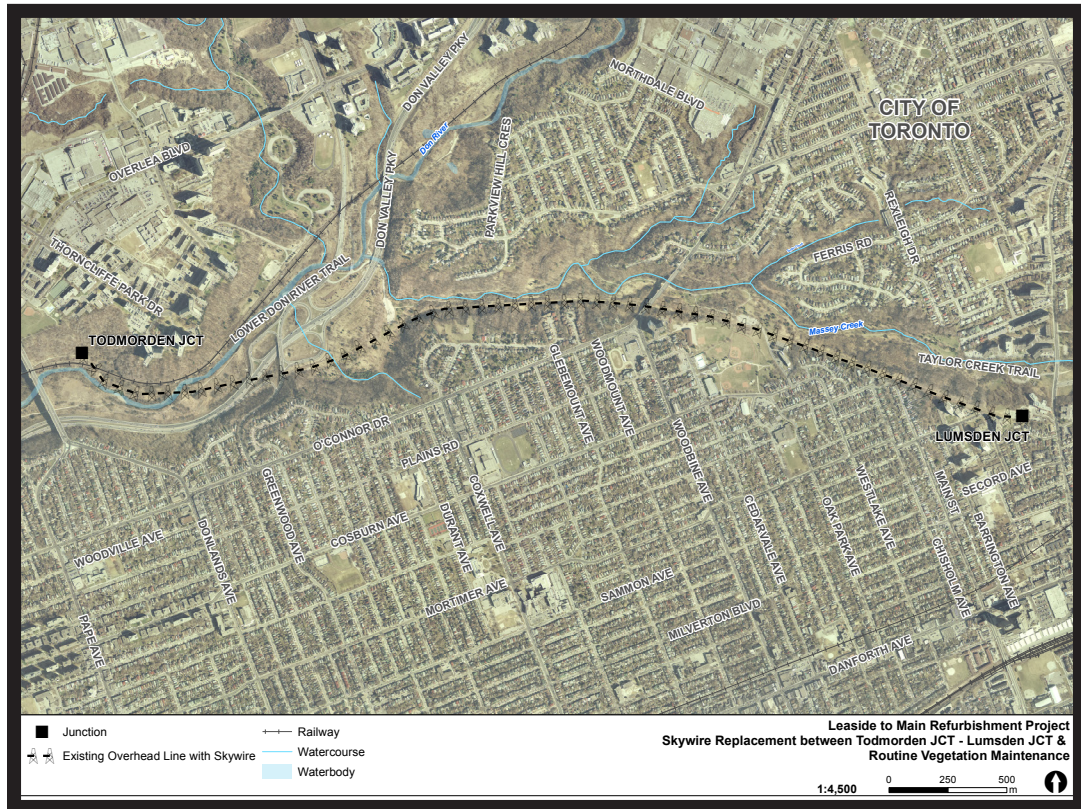 DON VALLEY PKY
NORTHDALE BLVD
CITY OF
TORONTO
Don River
OVERLEA BLVD
PARKVIEW HILL CRES
DON VALLEY PKY
REXLEIGH DR
FERRIS RD
THORNCLIFFE PARK DR
LOWER DON RIVER TRAIL
Massey Creek
TODMORDEN JCT
TAYLOR CREEK TRAIL
GLEBEMOUNT AVE
WOODMOUNT AVE
O'CONNOR DR
LUMSDEN JCT
PLAINS RD
WOODBINE AVE
GREENWOOD AVE
COXWELL AVE
DURANT AVE
WESTLAKE AVE
MAIN ST
SECORD AVE
COSBURN AVE
CEDARVALE AVE
OAK PARK AVE
BARRINGTON AVE
WOODVILLE AVE
DONLANDS AVE
CHISHOLM AVE
MORTIMER AVE
SAMMON AVE
MILVERTON BLVD
PAPE AVE
DANFORTH AVE
Junction
Existing Overhead Line with Skywire
Railway
Watercourse
Waterbody
Leaside to Main Refurbishment Project
Skywire Replacement between Todmorden JCT - Lumsden JCT &
Routine Vegetation Maintenance
1:4,500
0 250 500
m